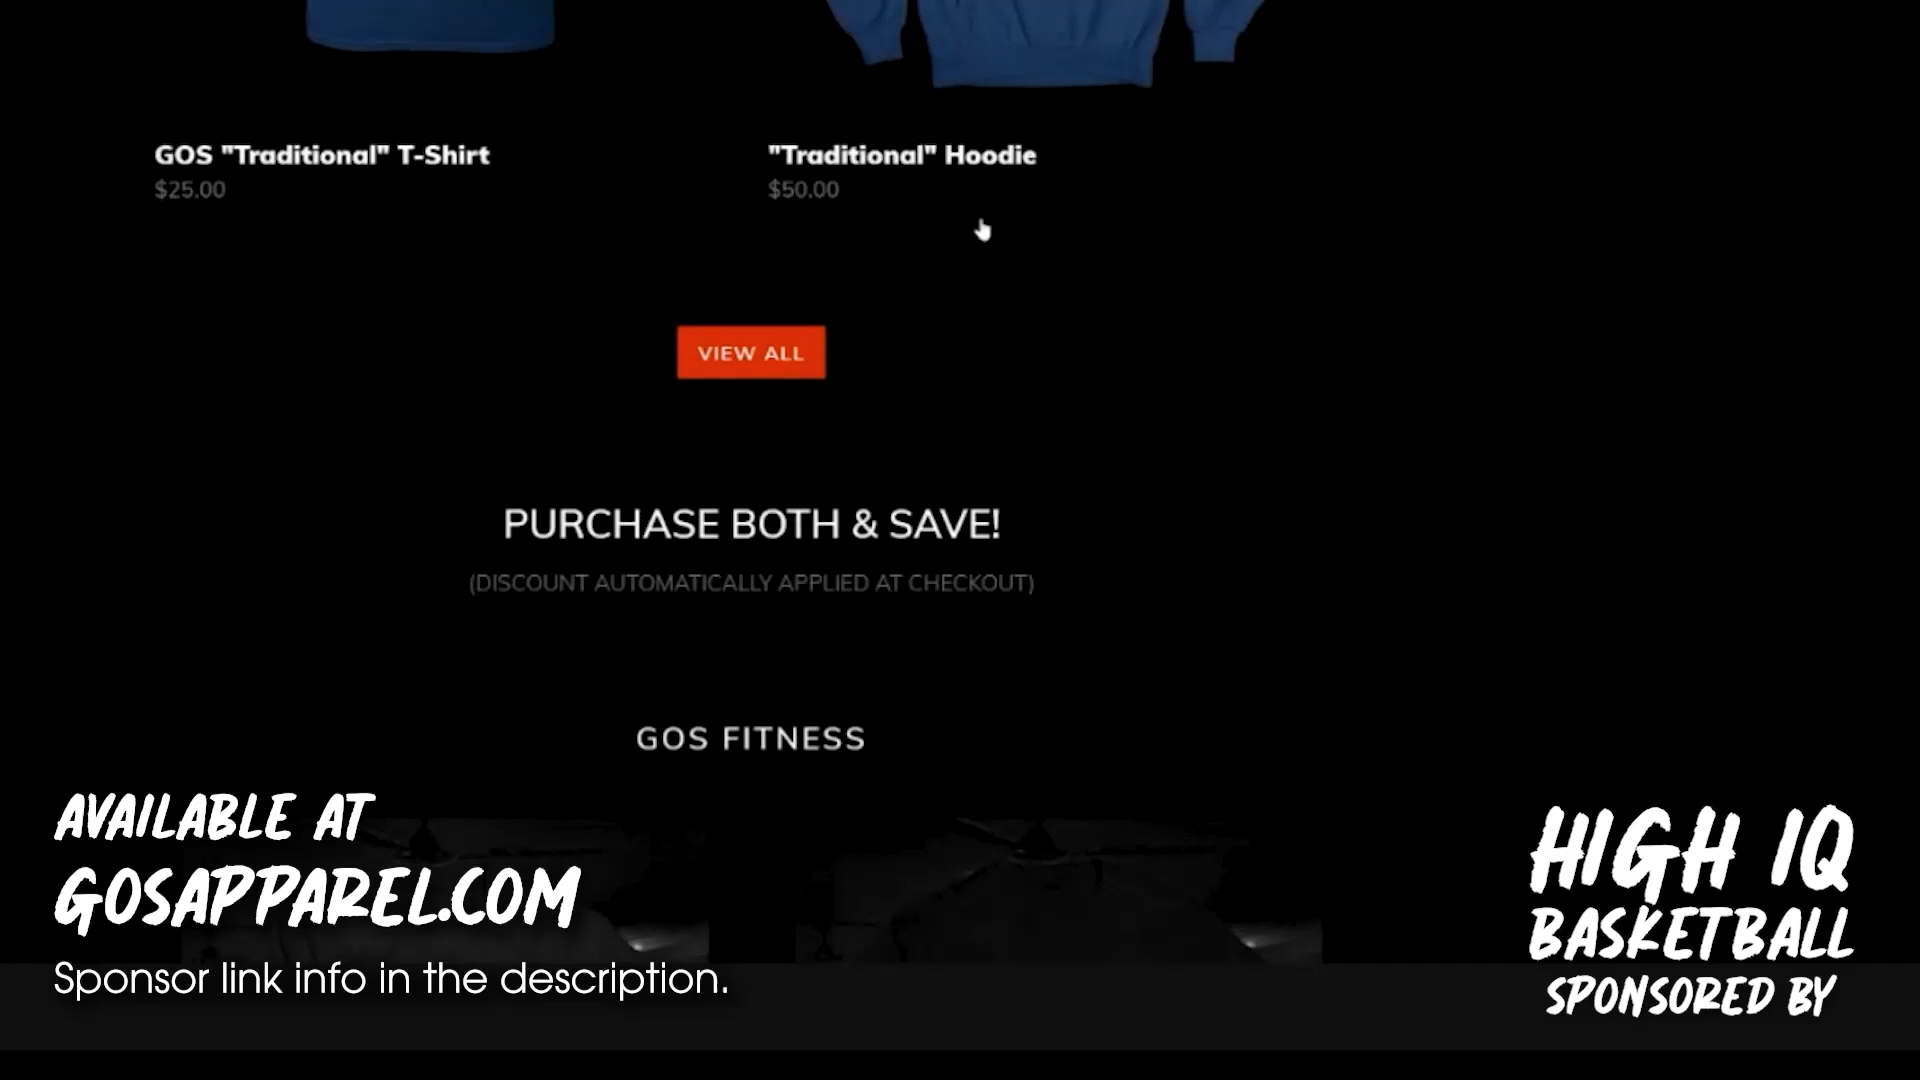 GOS "Traditional" T-Shirt
$25.00
"Traditional" Hoodie
$50.00
VIEW ALL
PURCHASE BOTH & SAVE!
(DISCOUNT AUTOMATICALLY APPLIED AT CHECKOUT)
GOS FITNESS
AVAILABLE AT
GOSAPPAREL.COM
Sponsor link info in the description.
HIGH IQ
BASKETBALL
SPONSORED BY